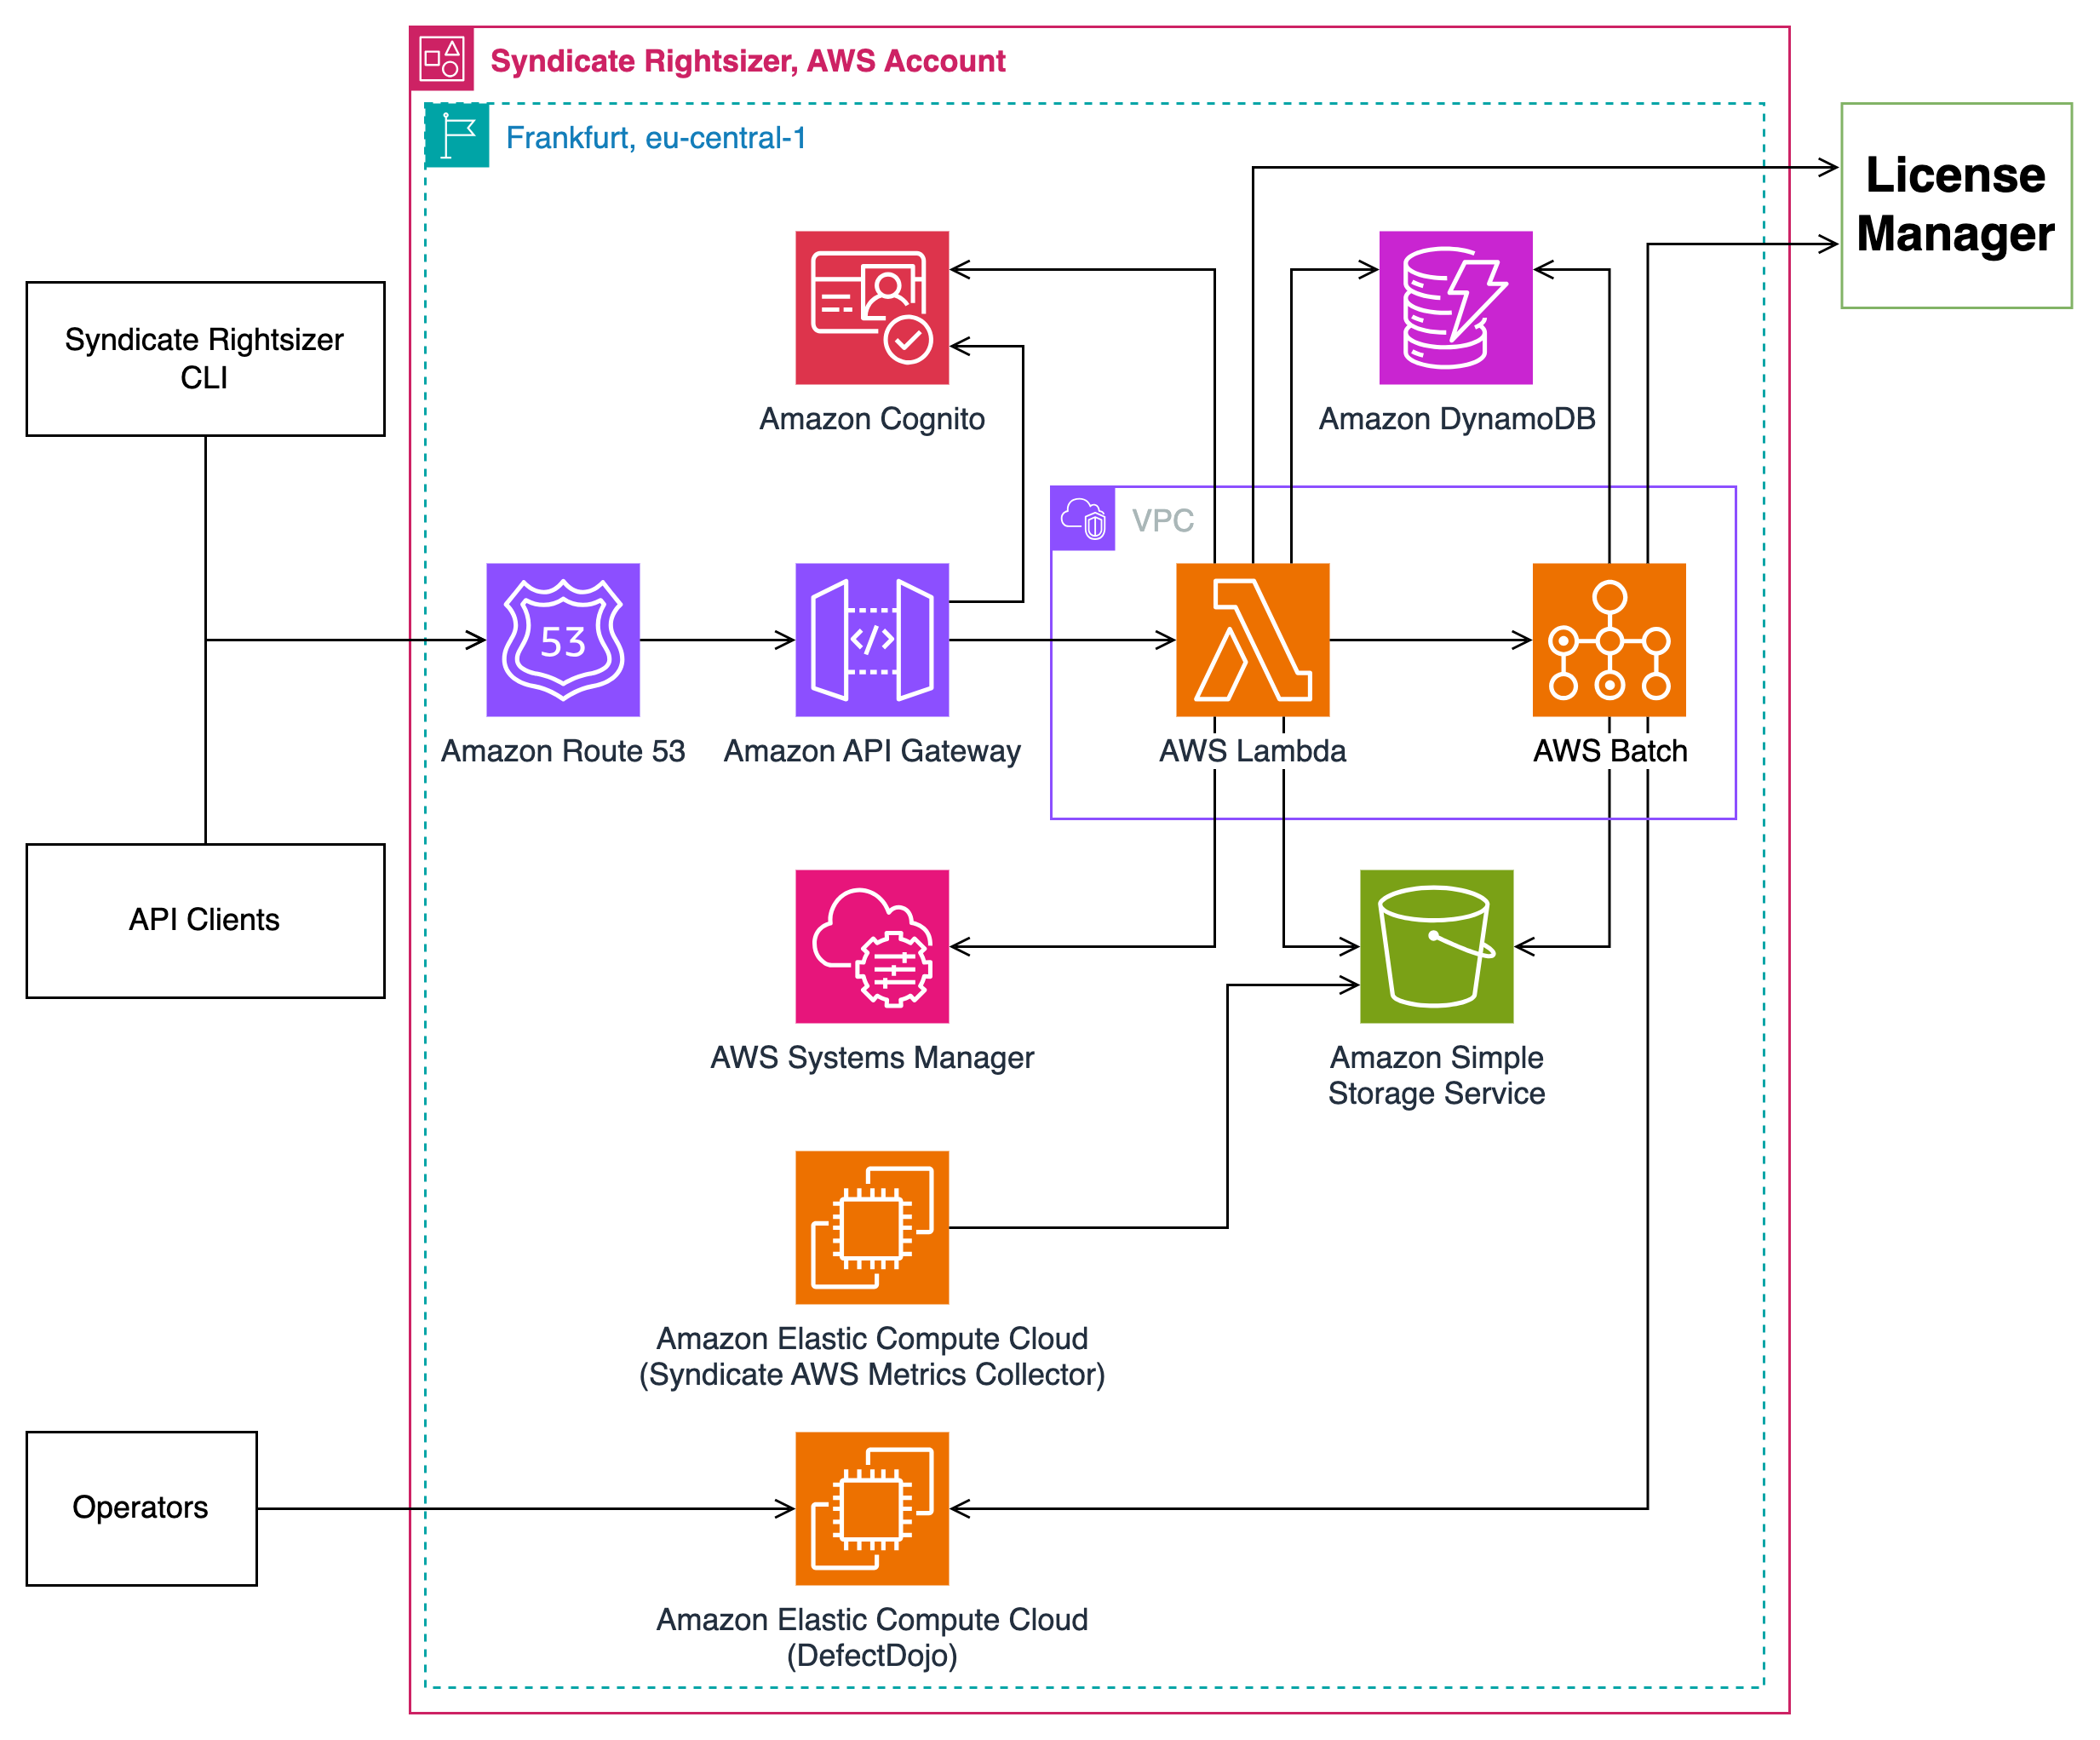 Syndicate Rightsizer, AWS Account
Frankfurt, eu-central-1
License
Manager
Syndicate Rightsizer
CLI
Amazon Cognito
Amazon DynamoDB
VPC
53
Amazon Route 53
Amazon API Gateway
AWS Lambda
AWS Batch
API Clients
AWS Systems Manager
Amazon Simple
Storage Service
Amazon Elastic Compute Cloud
(Syndicate AWS Metrics Collector)
Operators
Amazon Elastic Compute Cloud
(DefectDojo)